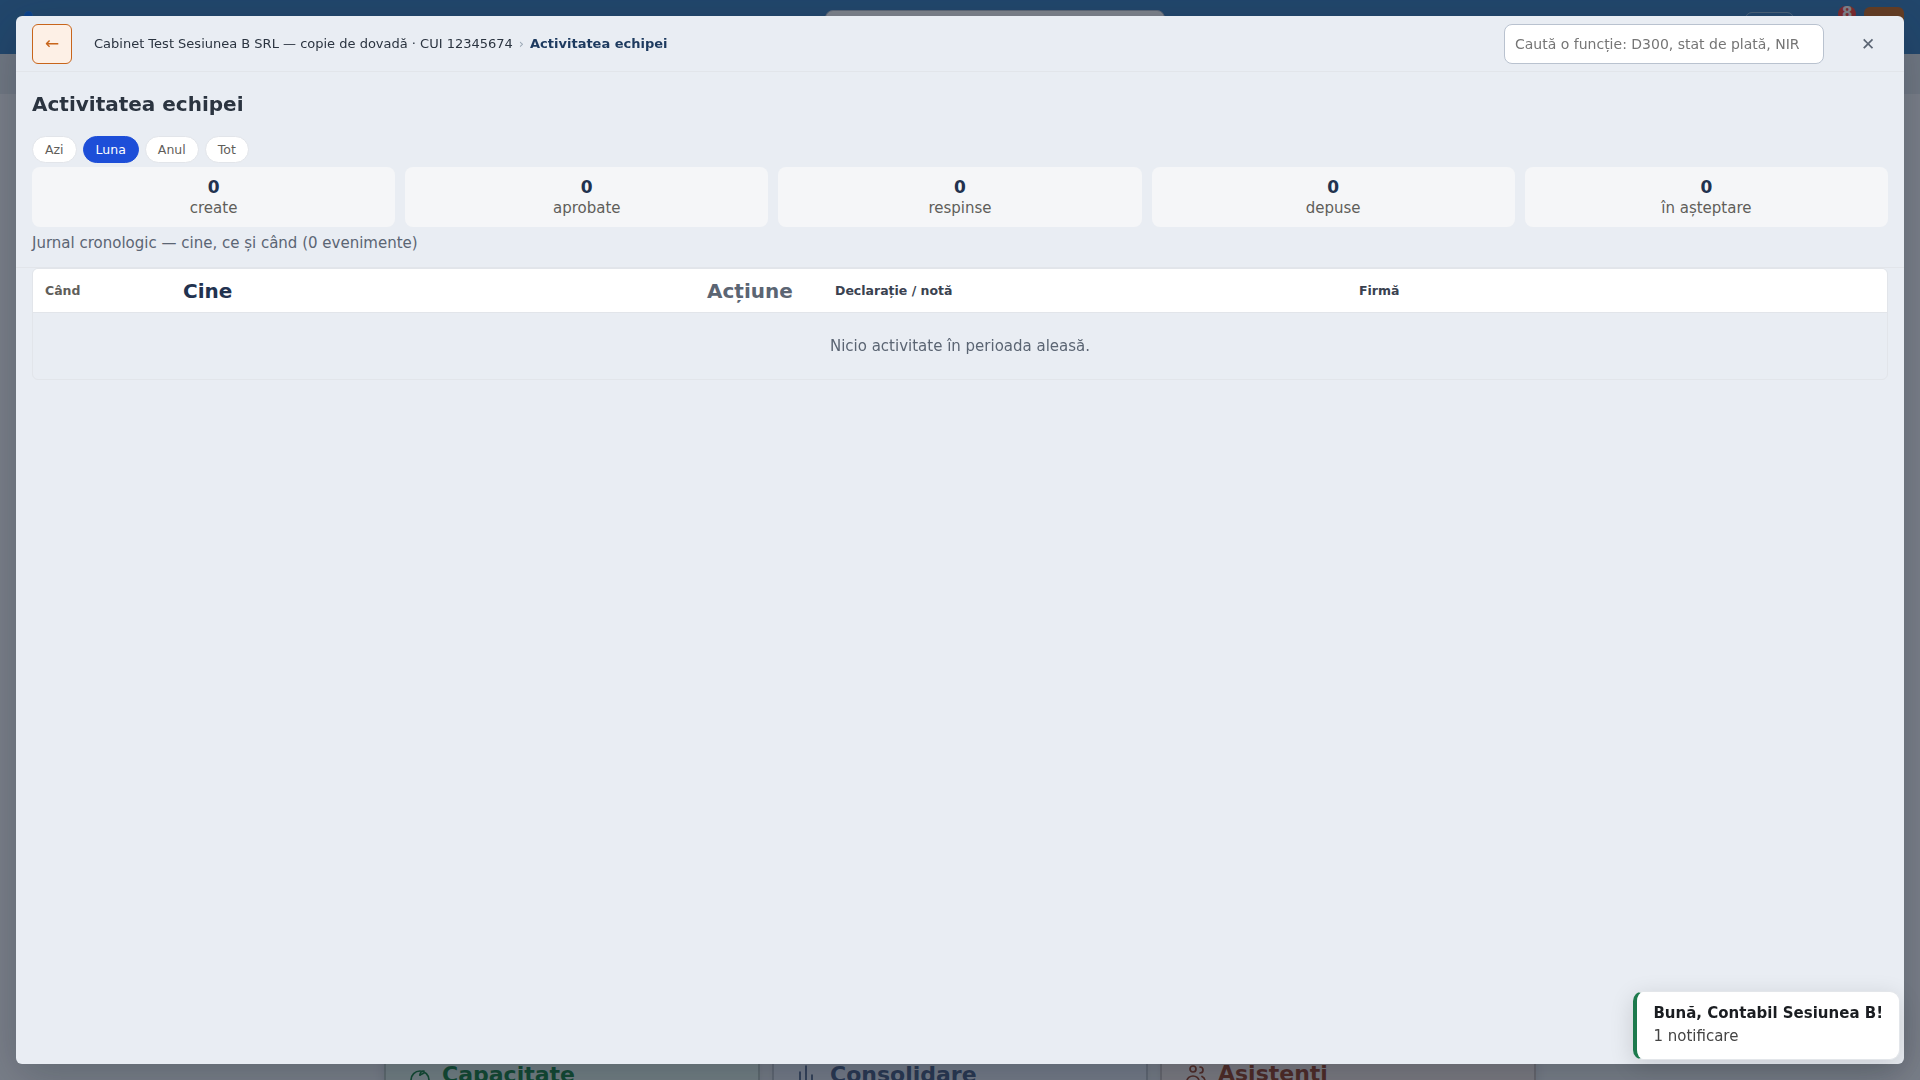 8
←
Cabinet Test Sesiunea B SRL — copie de dovadă · CUI 12345674 › Activitatea echipei
Caută o funcție: D300, stat de plată, NIR
✕
Activitatea echipei
Azi Luna Anul Tot
0 0 0 0 0
create aprobate respinse depuse în așteptare
Jurnal cronologic — cine, ce și când (0 evenimente)
Când Cine Acțiune Declarație / notă Firmă
Nicio activitate în perioada aleasă.
Bună, Contabil Sesiunea B!
1 notificare
Capacitate Consolidare Asistenți